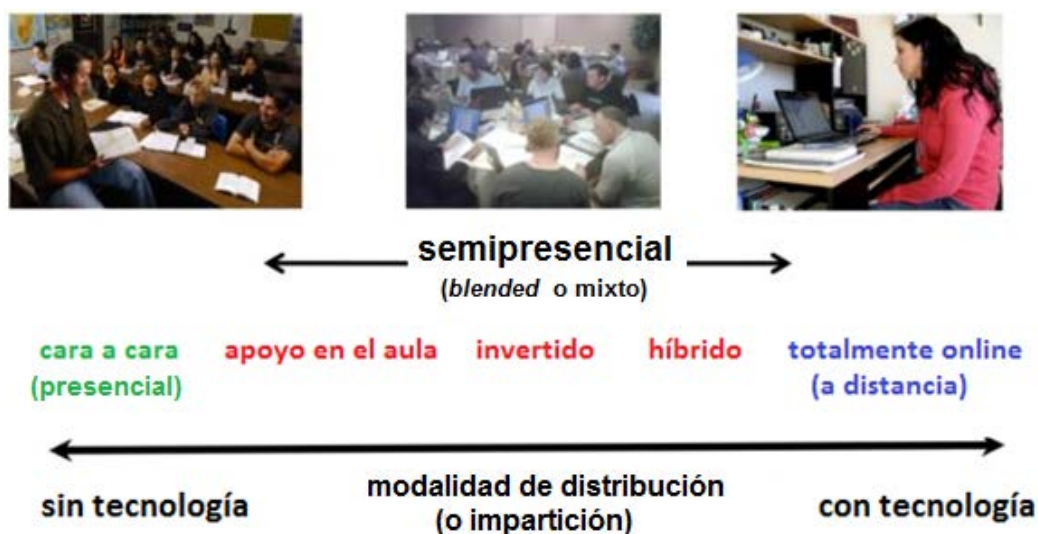 semipresencial
(blended o mixto)
cara a cara
(presencial)
apoyo en el aula
invertido
híbrido
totalmente online
(a distancia)
sin tecnología
modalidad de distribución
(o impartición)
con tecnología